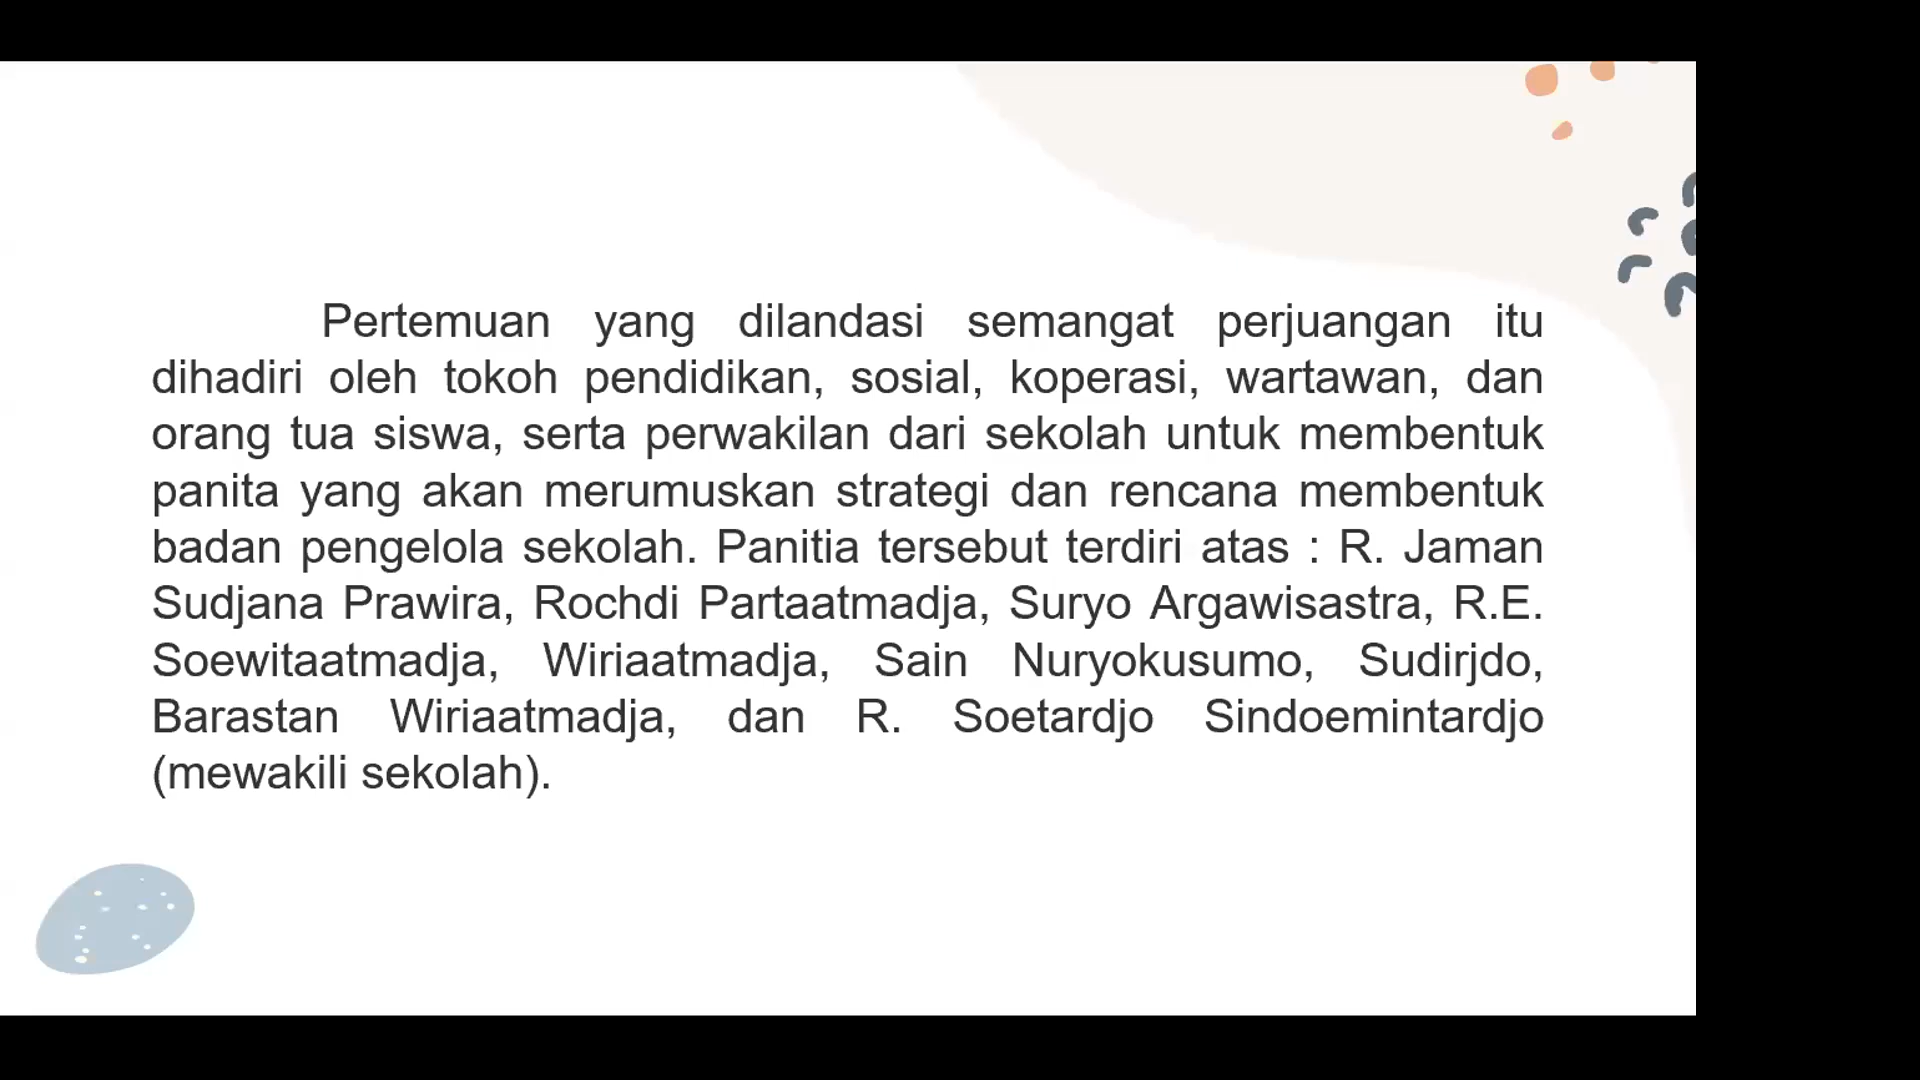 Pertemuan yang dilandasi semangat perjuangan itu
dihadiri oleh tokoh pendidikan, sosial, koperasi, wartawan, dan
orang tua siswa, serta perwakilan dari sekolah untuk membentuk
panita yang akan merumuskan strategi dan rencana membentuk
badan pengelola sekolah. Panitia tersebut terdiri atas : R. Jaman
Sudjana Prawira, Rochdi Partaatmadja, Suryo Argawisastra, R.E.
Soewitaatmadja, Wiriaatmadja, Sain Nuryokusumo, Sudirjdo,
Barastan Wiriaatmadja, dan R. Soetardjo Sindoemintardjo
(mewakili sekolah).